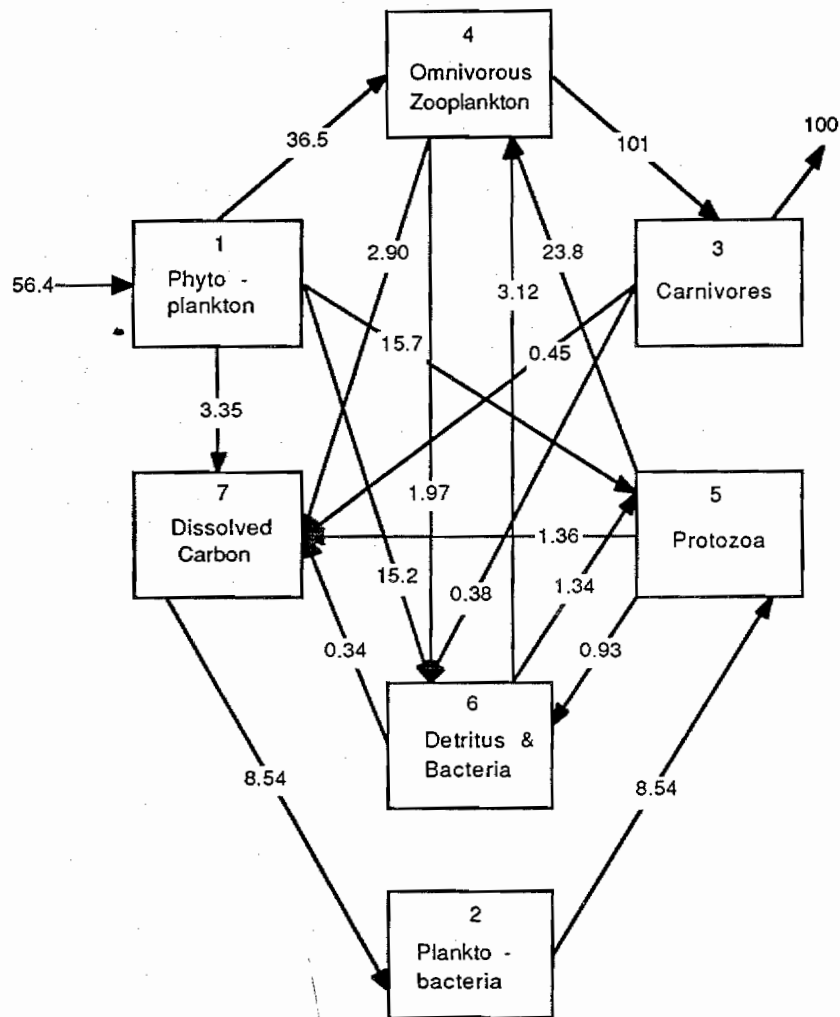 4
Omnivorous
Zooplankton
100
36.5
101
1
Phyto -
plankton
2.90
23.8
3
Carnivores
56.4
3.12
15.7
0.45
3.35
7
Dissolved
Carbon
1.97
5
Protozoa
1.36
15.2
0.38
1.34
0.34
0.93
6
Detritus &
Bacteria
8.54
8.54
2
Plankto -
bacteria